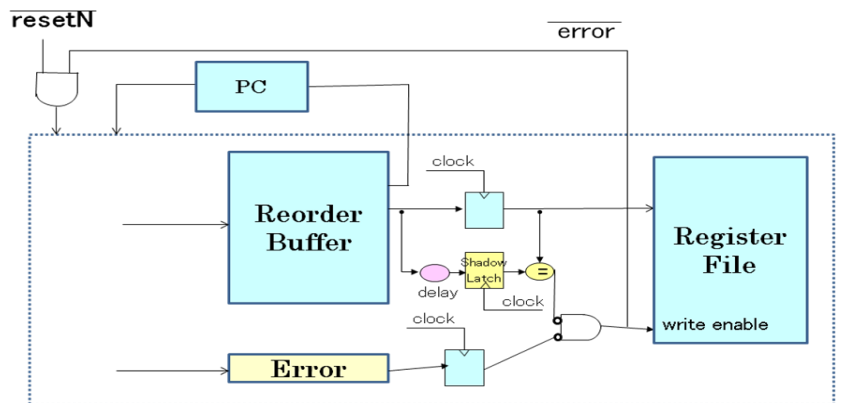 resetN
error
PC
clock
Reorder
Buffer
Register
File
Shadow
Latch
=
delay
clock
clock
write enable
Error